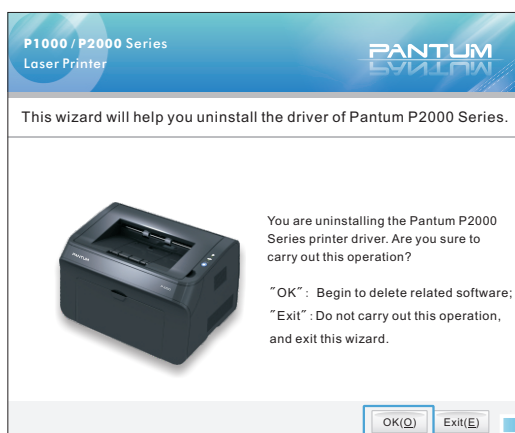 P1000 / P2000 Series
Laser Printer
PANTUM
This wizard will help you uninstall the driver of Pantum P2000 Series.
PANTUM
You are uninstalling the Pantum P2000
Series printer driver. Are you sure to
carry out this operation?
"OK": Begin to delete related software;
"Exit": Do not carry out this operation,
and exit this wizard.
OK(O) Exit(E)